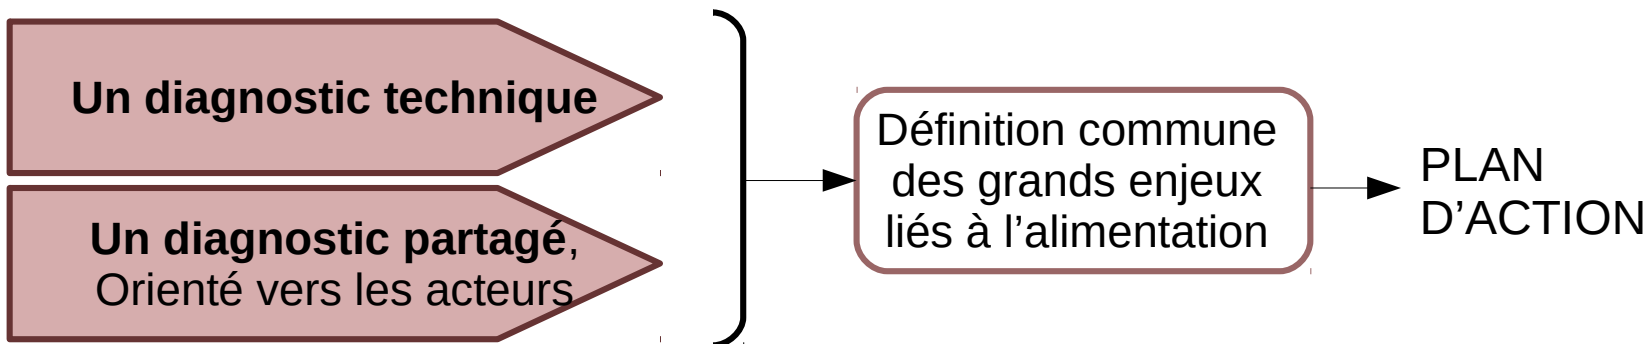 Un diagnostic technique
Un diagnostic partagé,
Orienté vers les acteurs
Définition commune
des grands enjeux
liés à l’alimentation
PLAN
D’ACTION